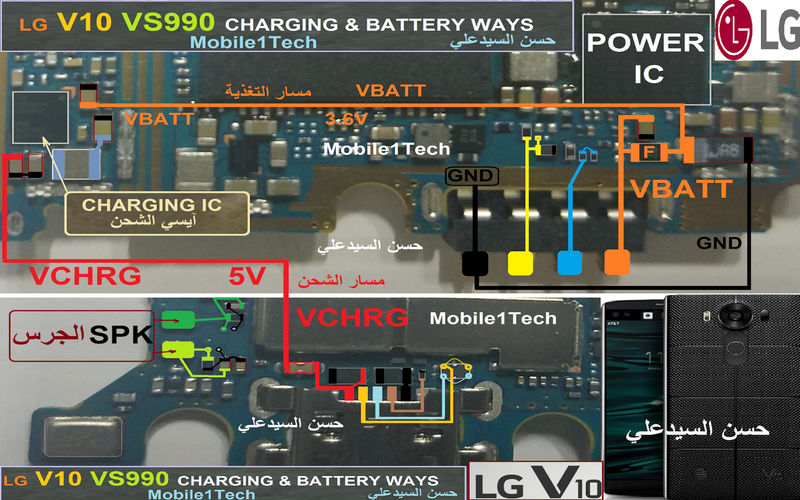 LG V10 VS990 CHARGING & BATTERY WAYS
Mobile1Tech حسن السيدعلي
POWER
IC
LG
مسار التغذية VBATT
VBATT 3.6V
Mobile1Tech
F
VBATT
GND
CHARGING IC
آيسي الشحن
GND
حسن السيدعلي
VCHRG 5V مسار الشحن
VCHRG
Mobile1Tech
SPK الجرس
حسن السيدعلي
AT&T
حسن السيدعلي
LG V10 VS990 CHARGING & BATTERY WAYS
Mobile1Tech حسن السيدعلي
LG V10